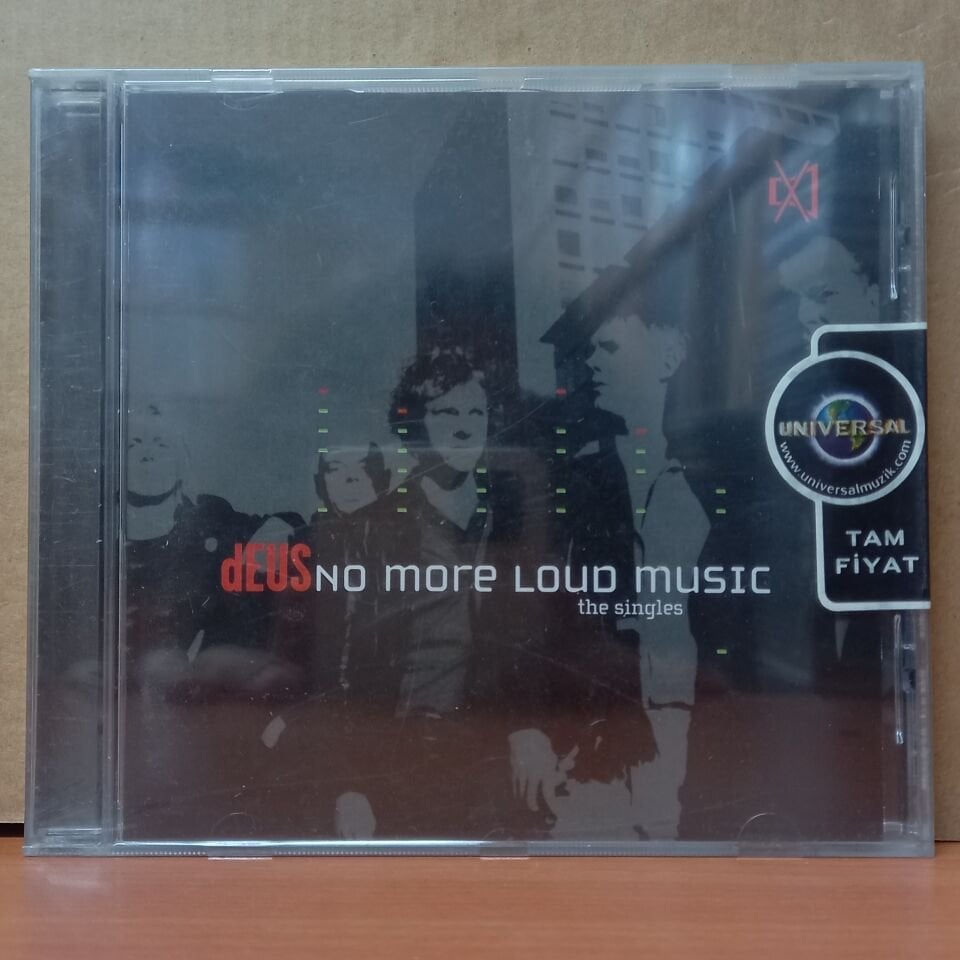 UNIVERSAL
www.universalmuzik.com
TAM
FİYAT
dEUS NO MORE LOUD MUSIC
the singles